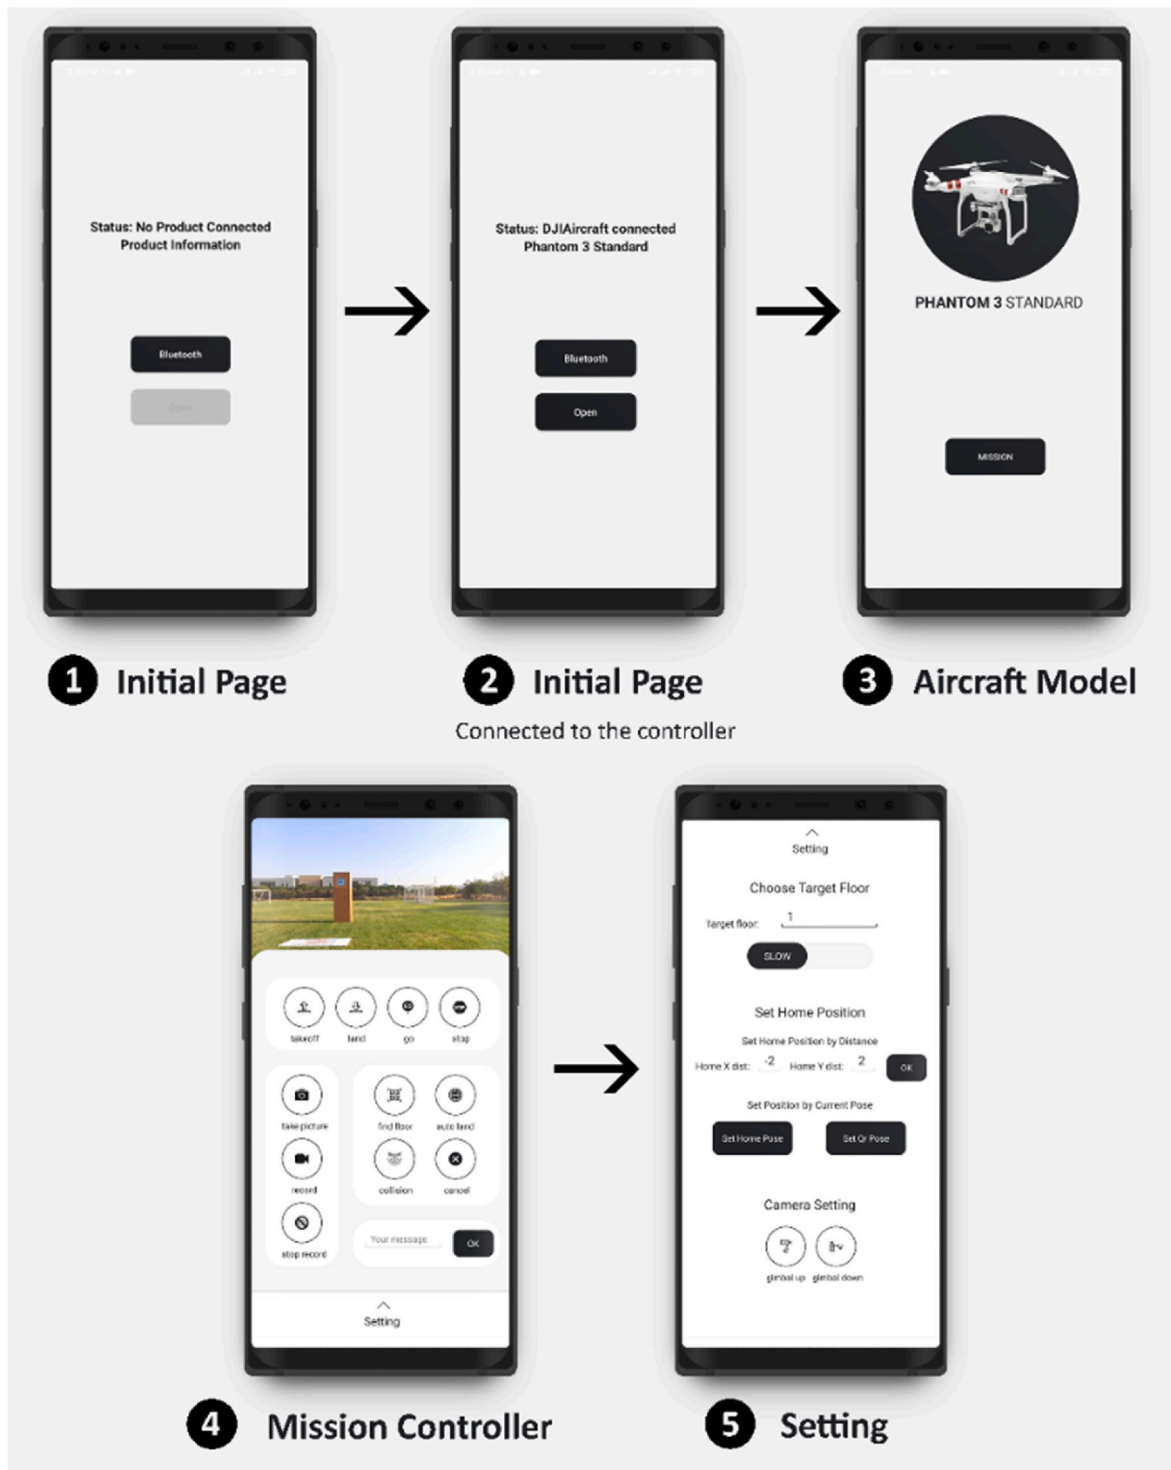 Status: No Product Connected
Product Information
Bluetooth
Open
Status: DJIAircraft connected
Phantom 3 Standard
Bluetooth
Open
PHANTOM 3 STANDARD
MISSION
1 Initial Page
2 Initial Page
Connected to the controller
3 Aircraft Model
takeoff land go stop
STOP
take picture
record
stop record
find floor auto land
collision cancel
Your message OK
Setting
4 Mission Controller
Setting
Choose Target Floor
Target floor: 1
SLOW
Set Home Position
Set Home Position by Distance
Home X dist: -2 Home Y dist: 2 OK
Set Position by Current Pose
Set Home Pose Set Qr Pose
Camera Setting
gimbal up gimbal down
5 Setting